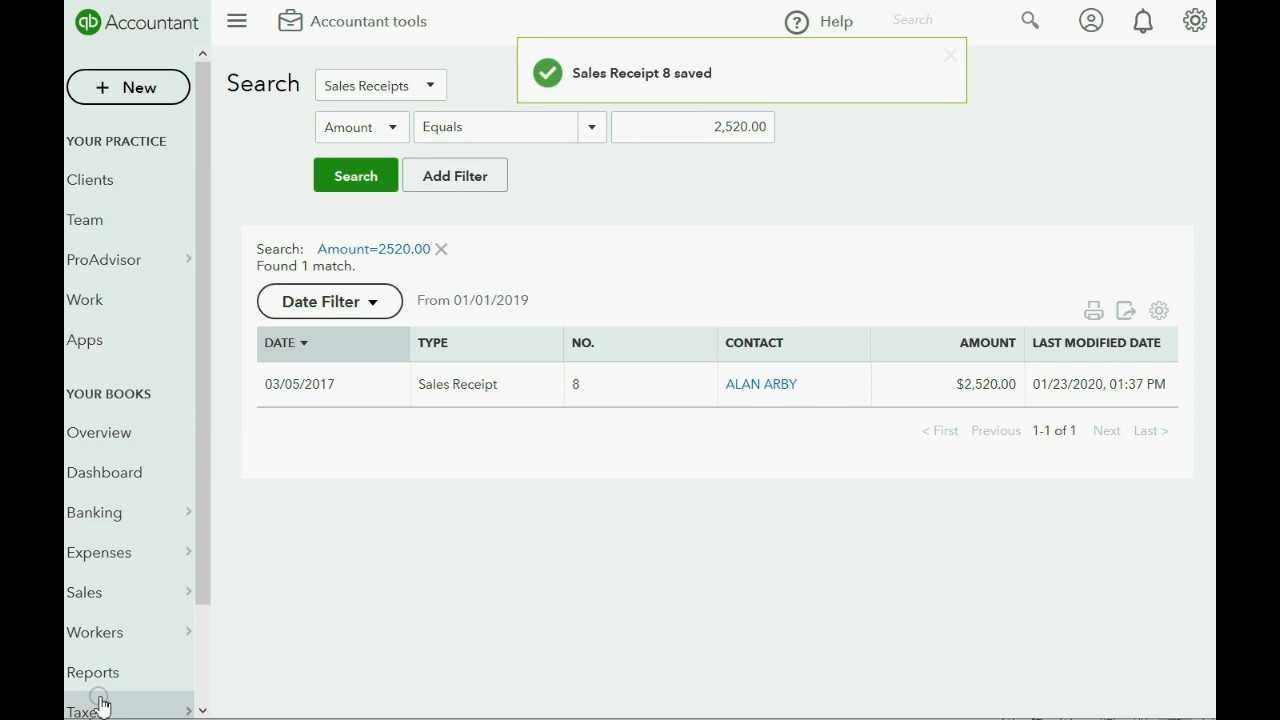 qb Accountant
Accountant tools
Help
Search
Sales Receipt 8 saved
+ New
Search
Sales Receipts
Amount
Equals
2,520.00
Search
Add Filter
YOUR PRACTICE
Clients
Team
ProAdvisor
Work
Apps
YOUR BOOKS
Overview
Dashboard
Banking
Expenses
Sales
Workers
Reports
Search: Amount=2520.00
Found 1 match.
Date Filter
From 01/01/2019
DATE TYPE NO. CONTACT AMOUNT LAST MODIFIED DATE
03/05/2017 Sales Receipt 8 ALAN ARBY $2,520.00 01/23/2020, 01:37 PM
< First Previous 1-1 of 1 Next Last >